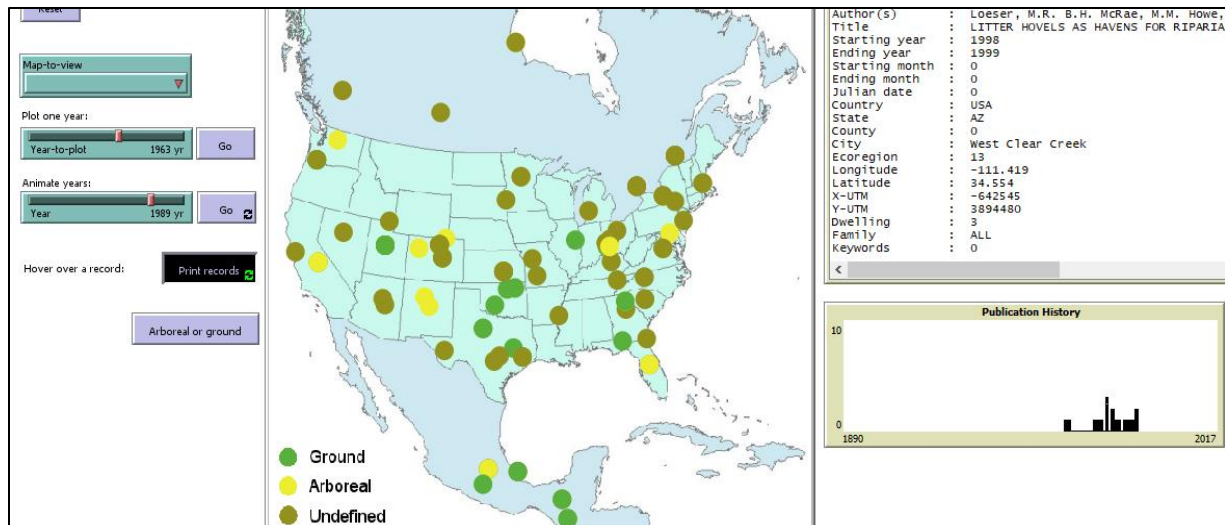 Reset
Map-to-view
Plot one year:
Year-to-plot 1963 yr
Go
Animate years:
Year 1989 yr
Go
Hover over a record:
Print records
Arboreal or ground
Ground
Arboreal
Undefined
Author(s) : Loeser, M.R. B.H. McRae, M.M. Howe,
Title : LITTER HOVELS AS HAVENS FOR RIPARIA
Starting year : 1998
Ending year : 1999
Starting month : 0
Ending month : 0
Julian date : 0
Country : USA
State : AZ
County : 0
City : West Clear Creek
Ecoregion : 13
Longitude : -111.419
Latitude : 34.554
X-UTM : -642545
Y-UTM : 3894480
Dwelling : 3
Family : ALL
Keywords : 0
<
Publication History
10
0
1890 2017